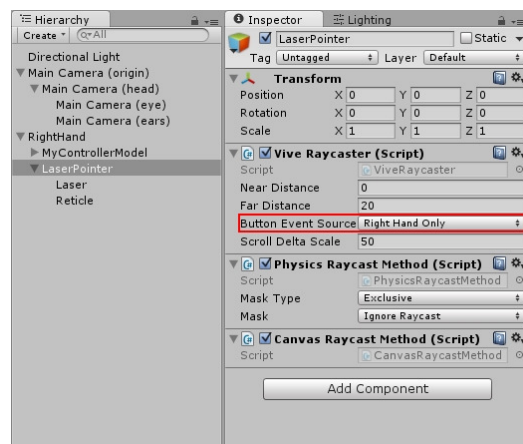 Hierarchy
Create
All
Directional Light
Main Camera (origin)
Main Camera (head)
Main Camera (eye)
Main Camera (ears)
RightHand
MyControllerModel
LaserPointer
Laser
Reticle
Inspector
Lighting
LaserPointer
Static
Tag Untagged Layer Default
Transform
Position X 0 Y 0 Z 0
Rotation X 0 Y 0 Z 0
Scale X 1 Y 1 Z 1
Vive Raycaster (Script)
Script ViveRaycaster
Near Distance 0
Far Distance 20
Button Event Source Right Hand Only
Scroll Delta Scale 50
Physics Raycast Method (Script)
Script PhysicsRaycastMethod
Mask Type Exclusive
Mask Ignore Raycast
Canvas Raycast Method (Script)
Script CanvasRaycastMethod
Add Component